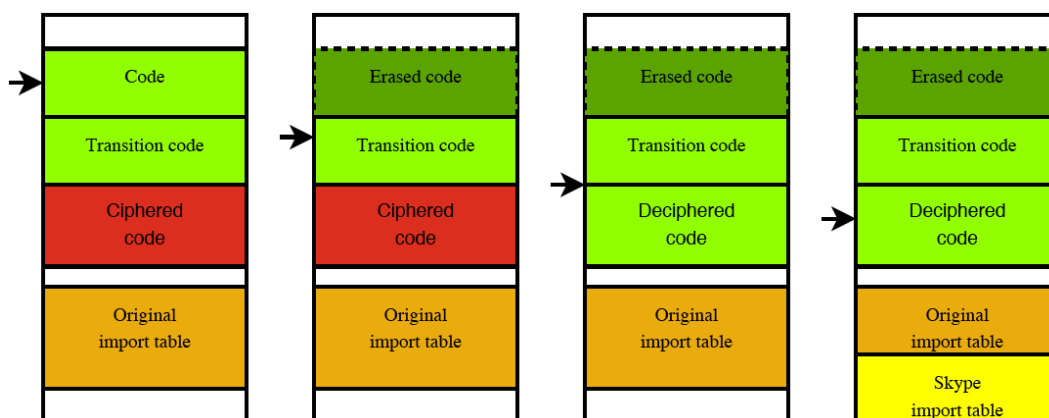 Code
Transition code
Ciphered
code
Original
import table
Erased code
Transition code
Ciphered
code
Original
import table
Erased code
Transition code
Deciphered
code
Original
import table
Erased code
Transition code
Deciphered
code
Original
import table
Skype
import table